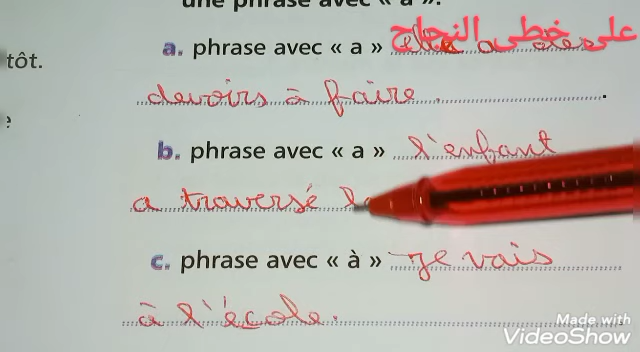 une phrase avec « a ».
tôt.
a. phrase avec « a » elle a des
على خطى النجاح
devoirs à faire.
b. phrase avec « a » l'enfant
a traversé
c. phrase avec « à » je vais
à l'école.
Made with
VideoShow